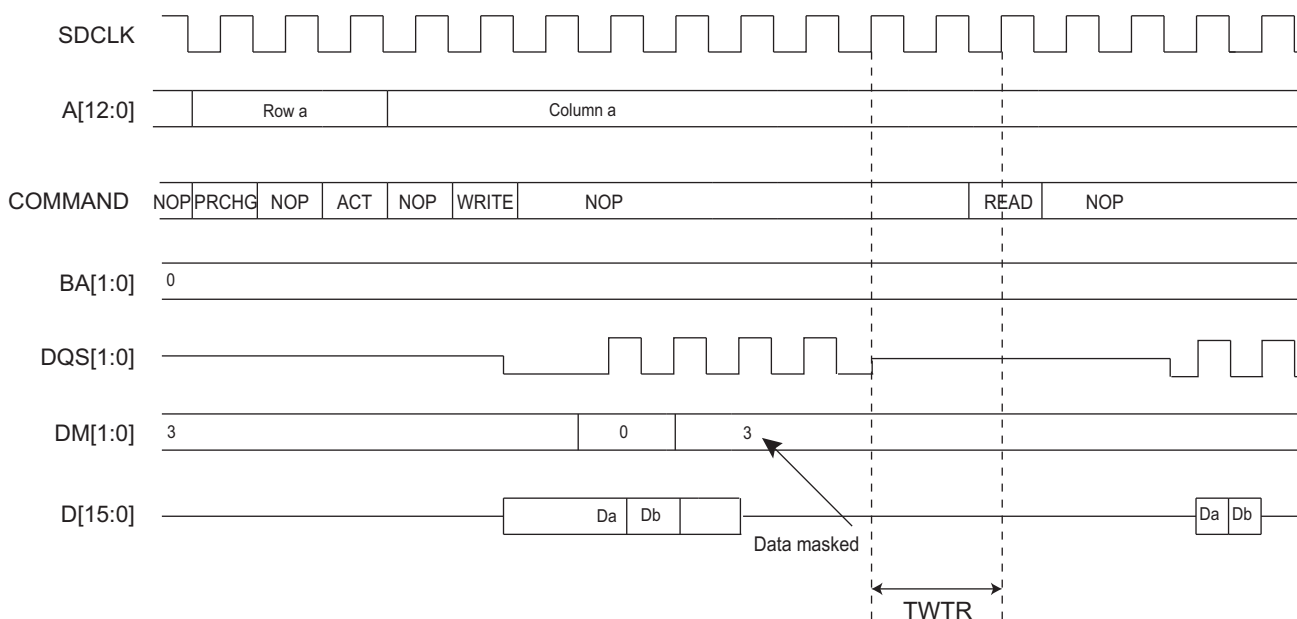 SDCLK
A[12:0] Row a Column a
COMMAND NOP PRCHG NOP ACT NOP WRITE NOP READ NOP
BA[1:0] 0
DQS[1:0]
DM[1:0] 3 0 3
D[15:0] Da Db Da Db
Data masked
TWTR